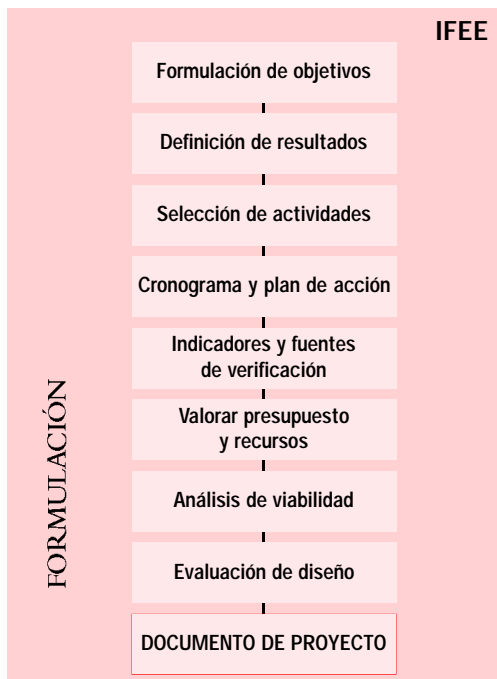 IFEE
Formulación de objetivos
Definición de resultados
Selección de actividades
Cronograma y plan de acción
Indicadores y fuentes
de verificación
Valorar presupuesto
y recursos
Análisis de viabilidad
Evaluación de diseño
DOCUMENTO DE PROYECTO
FORMULACIÓN